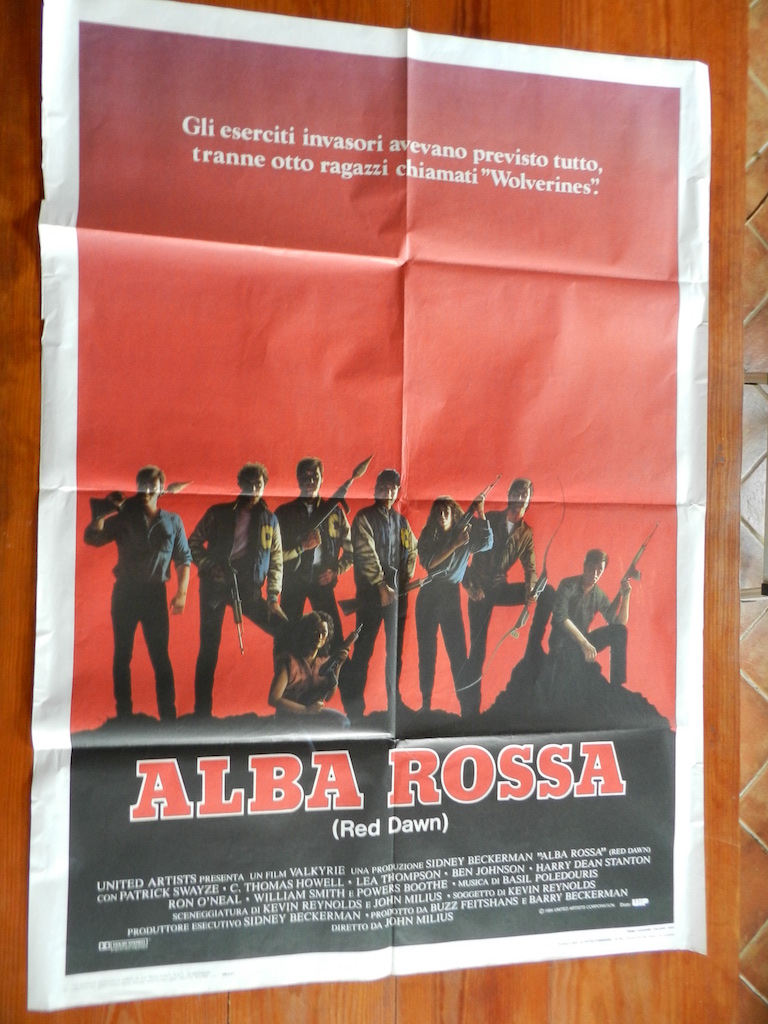 Gli eserciti invasori avevano previsto tutto,
tranne otto ragazzi chiamati "Wolverines".
ALBA ROSSA
(Red Dawn)
UNITED ARTISTS PRESENTA UN FILM VALKYRIE UNA PRODUZIONE SIDNEY BECKERMAN "ALBA ROSSA" (RED DAWN)
CON PATRICK SWAYZE • C. THOMAS HOWELL • LEA THOMPSON • BEN JOHNSON • HARRY DEAN STANTON
RON O'NEAL • WILLIAM SMITH E POWERS BOOTHE • MUSICA DI BASIL POLEDOURIS
SCENEGGIATURA DI KEVIN REYNOLDS E JOHN MILIUS • SOGGETTO DI KEVIN REYNOLDS
PRODUTTORE ESECUTIVO SIDNEY BECKERMAN • PRODOTTO DA BUZZ FEITSHANS E BARRY BECKERMAN
DIRETTO DA JOHN MILIUS